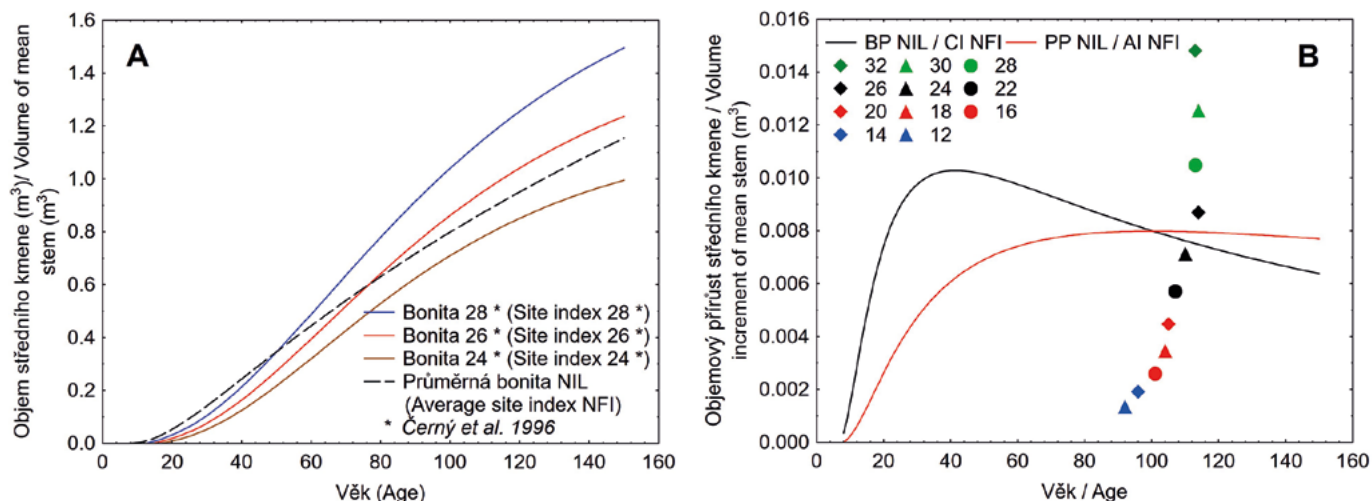 A
Objem středního kmene (m³)/ Volume of mean
stem (m³)
1.6
1.4
1.2
1.0
0.8
0.6
0.4
0.2
0.0
Bonita 28 * (Site index 28 *)
Bonita 26 * (Site index 26 *)
Bonita 24 * (Site index 24 *)
Průměrná bonita NIL
(Average site index NFI)
* Černý et al. 1996
0 20 40 60 80 100 120 140 160
Věk (Age)
B
Objemový přírůst středního kmene / Volume
increment of mean stem (m³)
0.016
0.014
0.012
0.010
0.008
0.006
0.004
0.002
0.000
BP NIL / CI NFI PP NIL / AI NFI
32 30 28
26 24 22
20 18 16
14 12
0 20 40 60 80 100 120 140 160
Věk / Age